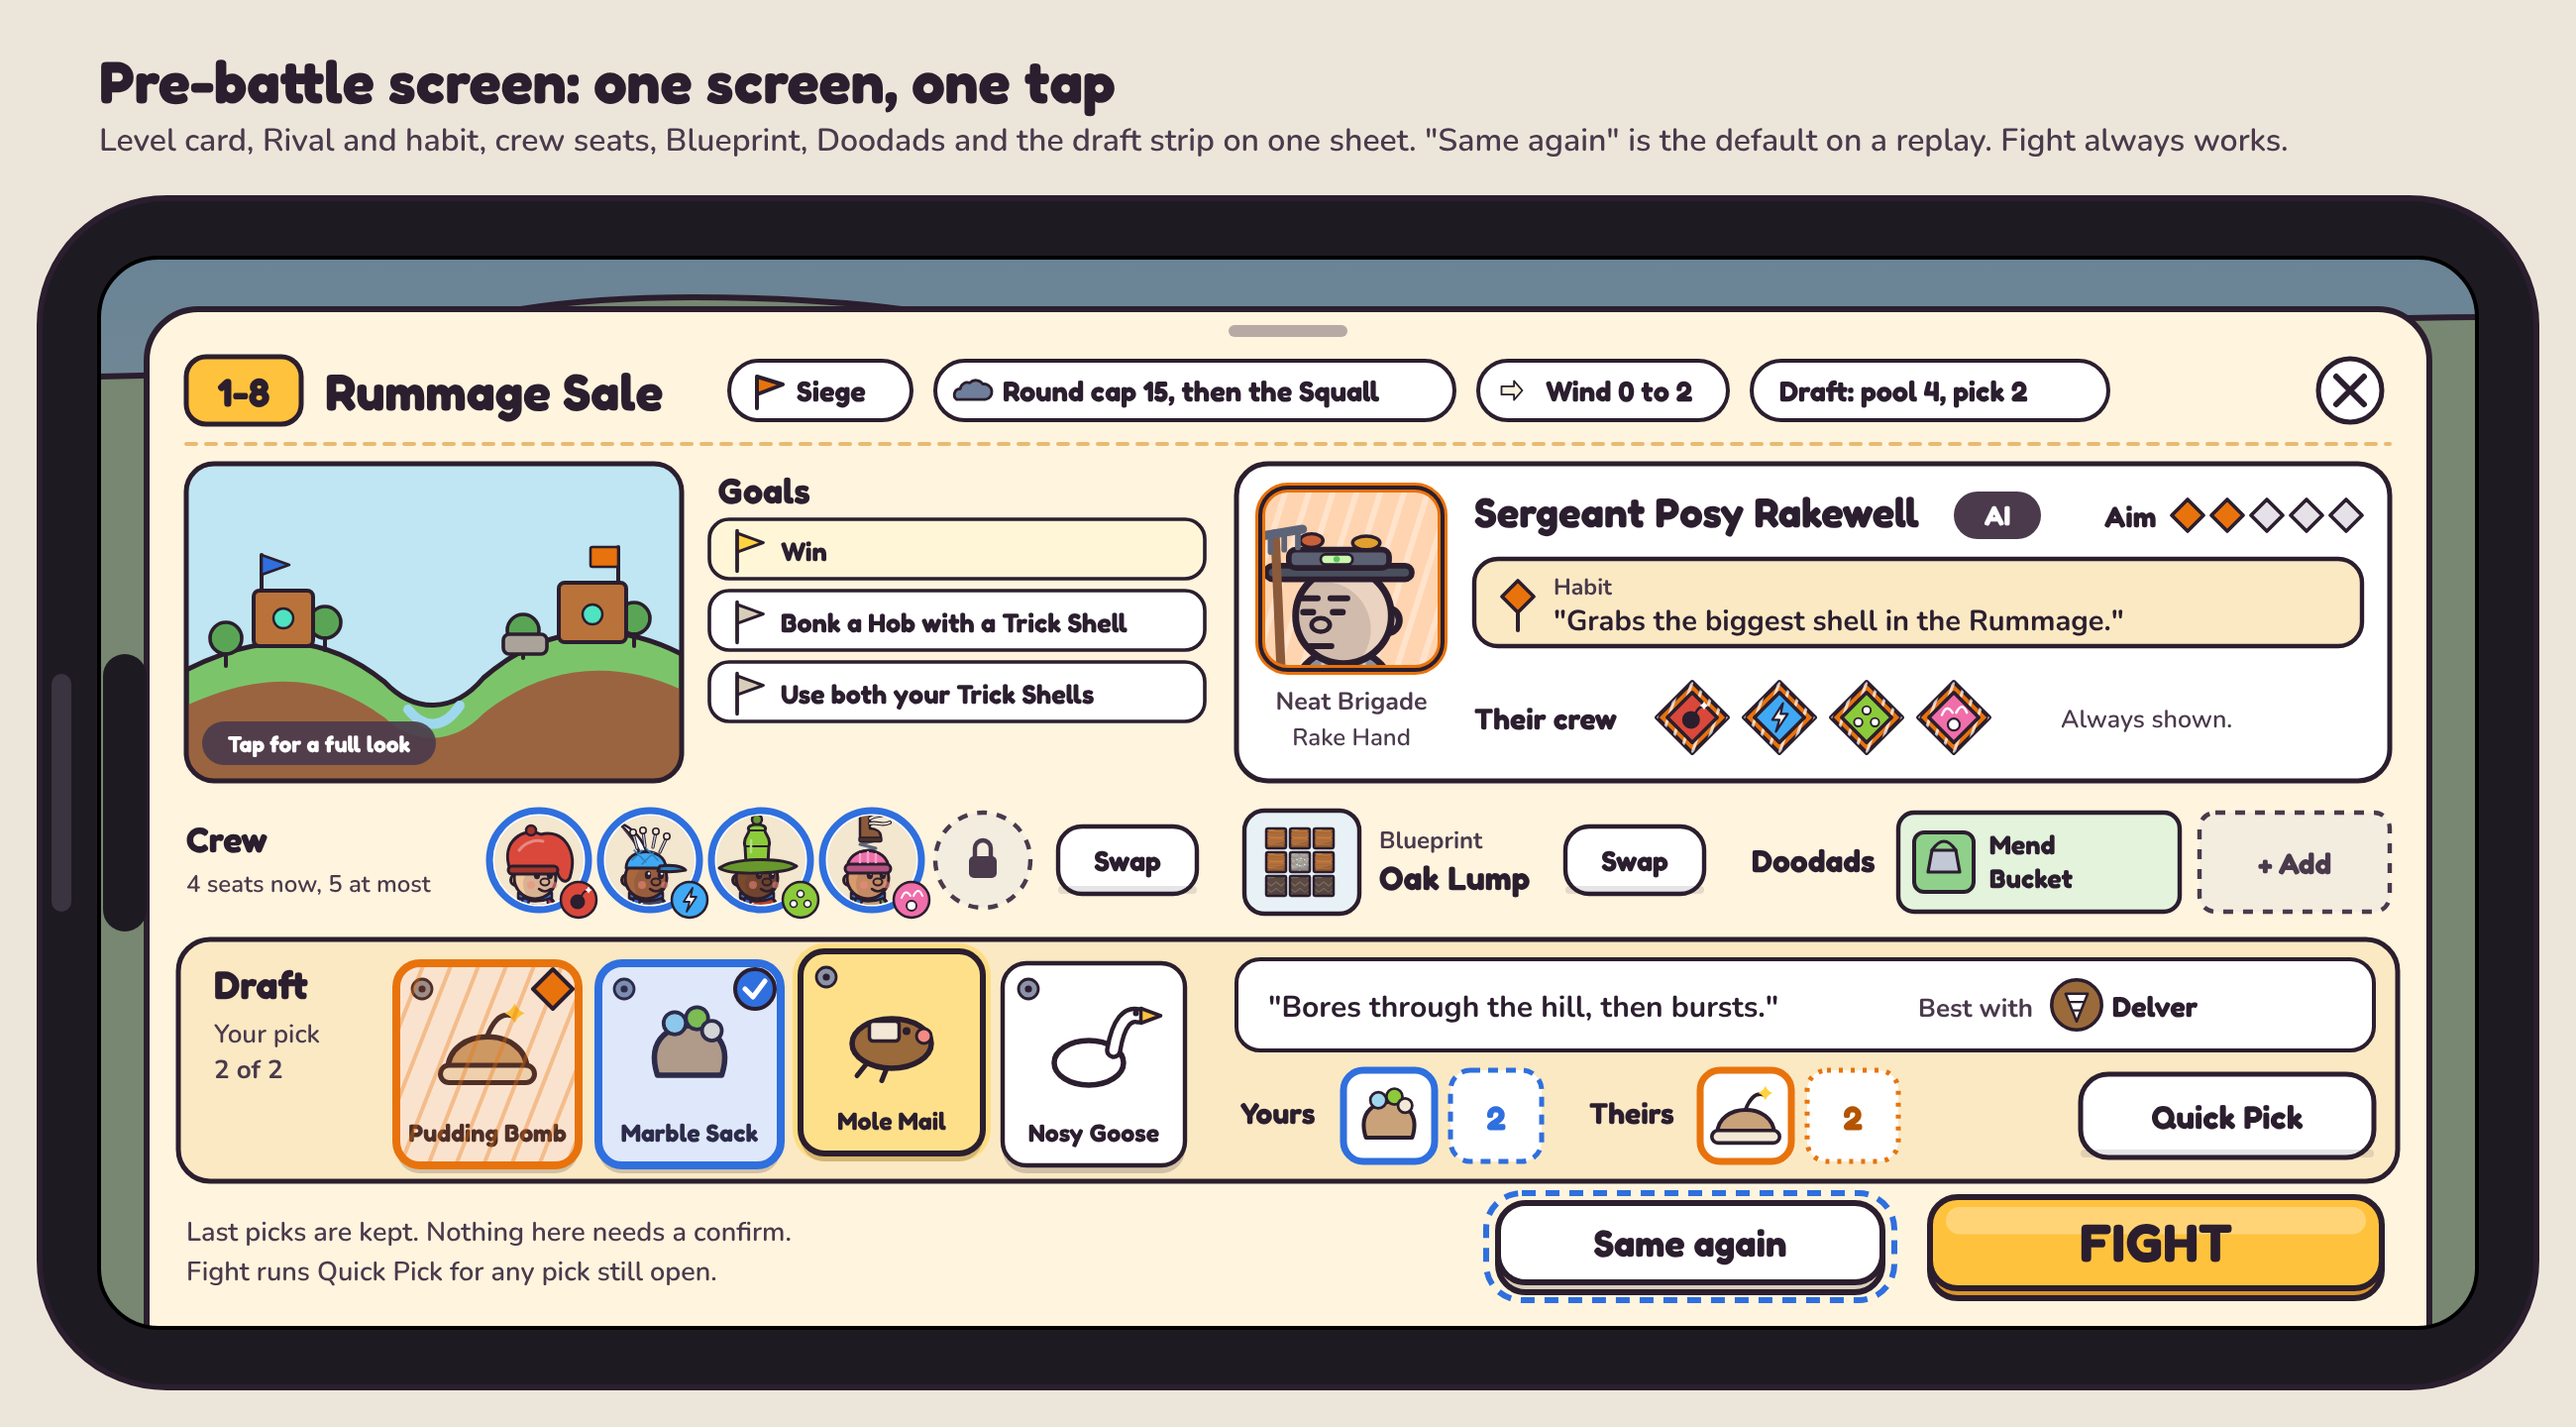 Pre-battle screen: one screen, one tap
Level card, Rival and habit, crew seats, Blueprint, Doodads and the draft strip on one sheet. "Same again" is the default on a replay. Fight always works.
1-8
Rummage Sale
Siege
Round cap 15, then the Squall
Wind 0 to 2
Draft: pool 4, pick 2
Tap for a full look
Goals
Win
Bonk a Hob with a Trick Shell
Use both your Trick Shells
Sergeant Posy Rakewell
AI
Aim
Habit
"Grabs the biggest shell in the Rummage."
Neat Brigade
Rake Hand
Their crew
Always shown.
Crew
4 seats now, 5 at most
Swap
Blueprint
Oak Lump
Swap
Doodads
Mend
Bucket
+ Add
Draft
Your pick
2 of 2
Pudding Bomb
Marble Sack
Mole Mail
Nosy Goose
"Bores through the hill, then bursts."
Best with
Delver
Yours
2
Theirs
2
Quick Pick
Last picks are kept. Nothing here needs a confirm.
Fight runs Quick Pick for any pick still open.
Same again
FIGHT